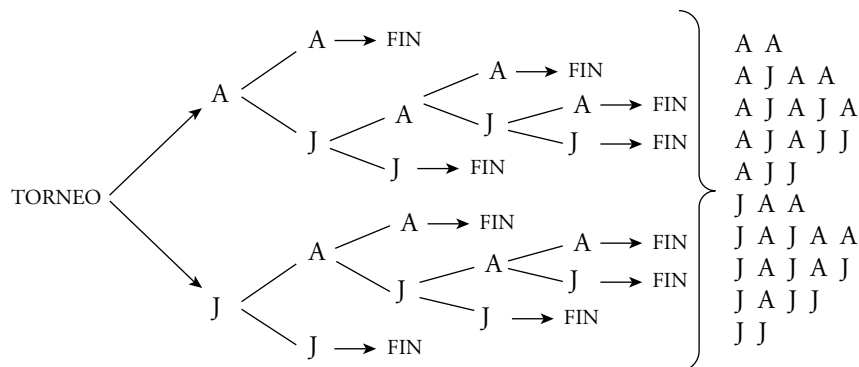 A → FIN
A
A → FIN
A
A → FIN
J
J
J → FIN
J → FIN
TORNEO
A → FIN
A
A → FIN
A
J → FIN
J
J
J → FIN
J → FIN
A A
A J A A
A J A J A
A J A J J
A J J
J A A
J A J A A
J A J A J
J A J J
J J